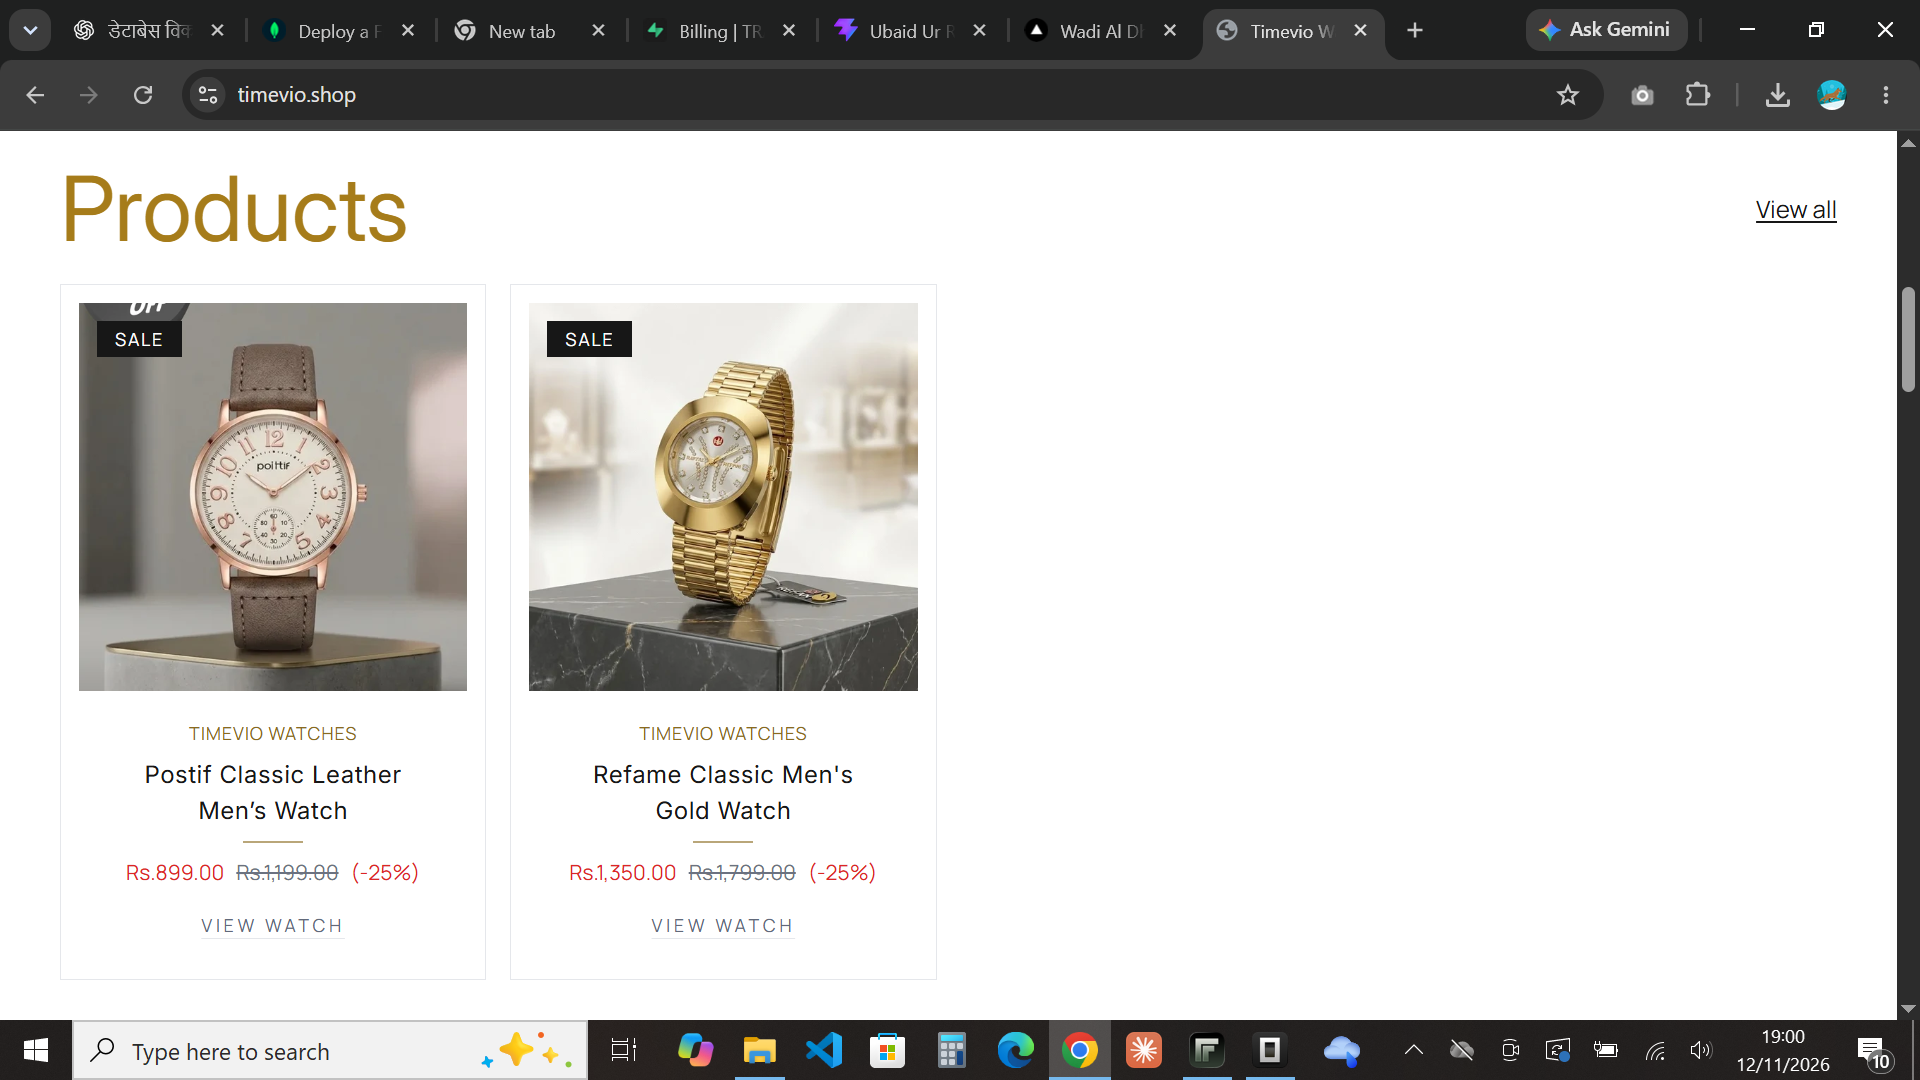 डेटाबेस विक
Deploy a F
New tab
Billing | TR
Ubaid Ur R
Wadi Al Dh
Timevio W
Ask Gemini
timevio.shop
Products
View all
OFF
SALE
SALE
poittif
TIMEVIO WATCHES
Postif Classic Leather
Men’s Watch
Rs.899.00 Rs.1,199.00 (-25%)
VIEW WATCH
TIMEVIO WATCHES
Refame Classic Men's
Gold Watch
Rs.1,350.00 Rs.1,799.00 (-25%)
VIEW WATCH
Type here to search
19:00
12/11/2026
10